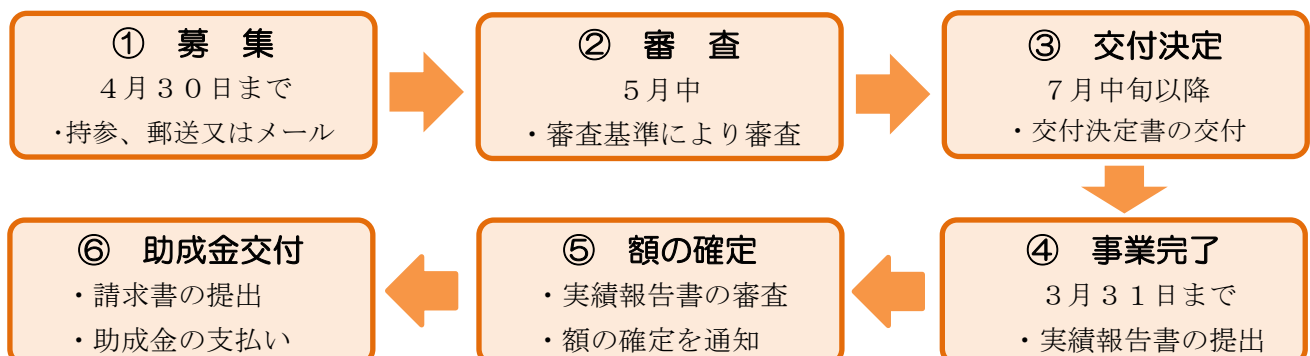 ① 募 集
４月３０日まで
・持参、郵送又はメール
② 審 査
５月中
・審査基準により審査
③ 交付決定
７月中旬以降
・交付決定書の交付
④ 事業完了
３月３１日まで
・実績報告書の提出
⑤ 額の確定
・実績報告書の審査
・額の確定を通知
⑥ 助成金交付
・請求書の提出
・助成金の支払い